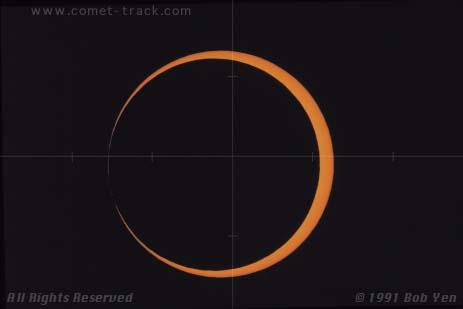 www.comet-track.com
All Rights Reserved
© 1991 Bob Yen